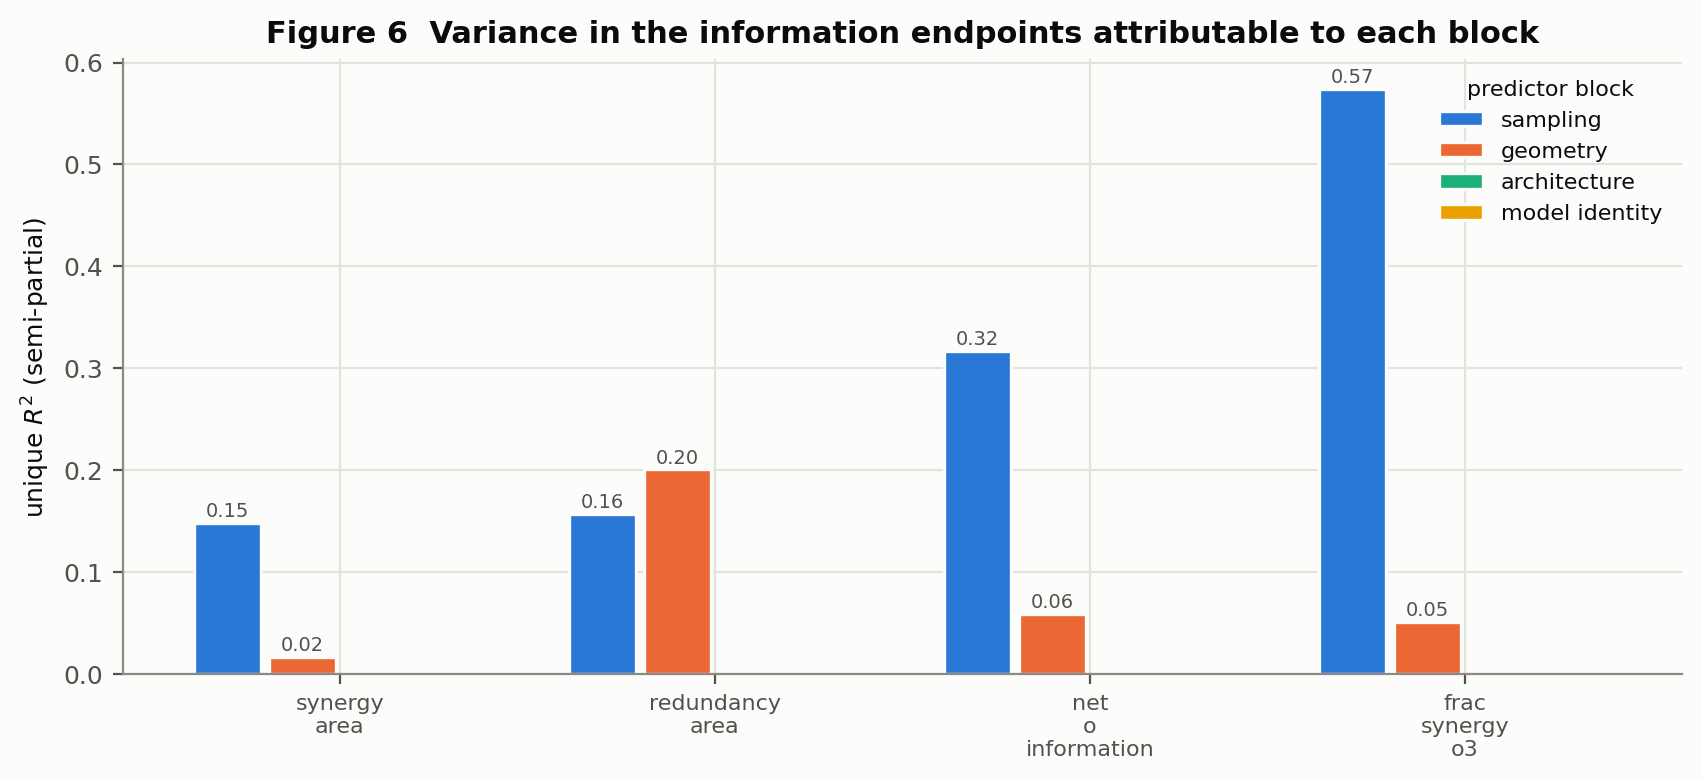 Figure 6  Variance in the information endpoints attributable to each block
unique R² (semi-partial)
0.6
0.5
0.4
0.3
0.2
0.1
0.0
0.15
0.02
0.16
0.20
0.32
0.06
0.57
0.05
predictor block
sampling
geometry
architecture
model identity
synergy
area
redundancy
area
net
o
information
frac
synergy
o3